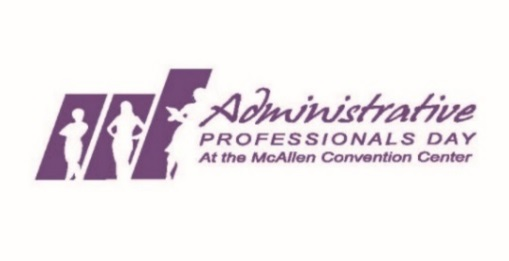 Administrative
PROFESSIONALS DAY
At the McAllen Convention Center